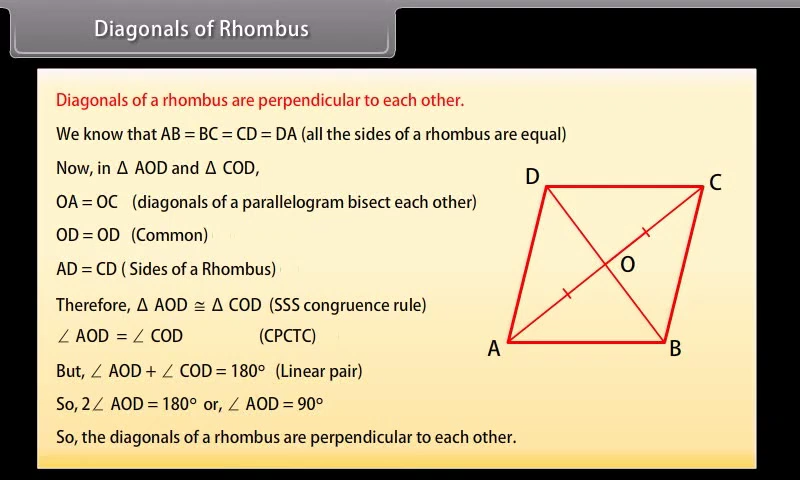 Diagonals of Rhombus
Diagonals of a rhombus are perpendicular to each other.
We know that AB = BC = CD = DA (all the sides of a rhombus are equal)
Now, in Δ AOD and Δ COD,
OA = OC (diagonals of a parallelogram bisect each other)
OD = OD (Common)
AD = CD ( Sides of a Rhombus)
Therefore, Δ AOD ≅ Δ COD (SSS congruence rule)
∠ AOD = ∠ COD (CPCTC)
But, ∠ AOD + ∠ COD = 180° (Linear pair)
So, 2∠ AOD = 180° or, ∠ AOD = 90°
So, the diagonals of a rhombus are perpendicular to each other.
D
C
O
A
B